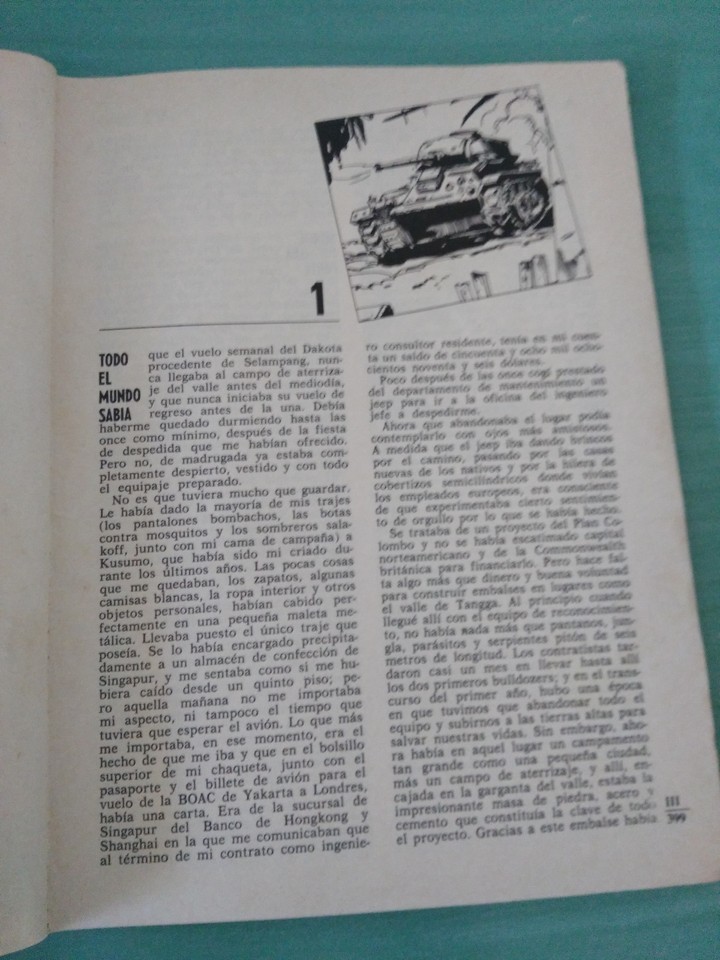 1
TODO
EL
MUNDO
SABIA
que el vuelo semanal del Dakota
procedente de Selampang, nun-
ca llegaba al campo de aterriza-
je del valle antes del mediodía,
y que nunca iniciaba su vuelo de
regreso antes de la una. Debía
haberme quedado durmiendo hasta las
once como mínimo, después de la fiesta
de despedida que me habían ofrecido.
Pero no, de madrugada ya estaba com-
pletamente despierto, vestido y con todo
el equipaje preparado.
No es que tuviera mucho que guardar.
Le había dado la mayoría de mis trajes
(los pantalones bombachos, las botas
contra mosquitos y los sombreros sala-
koff, junto con mi cama de campaña) a
Kusumo, que había sido mi criado du-
rante los últimos años. Las pocas cosas
que me quedaban, los zapatos, algunas
camisas blancas, la ropa interior y otros
objetos personales, habían cabido per-
fectamente en una pequeña maleta me-
tálica. Llevaba puesto el único traje que
poseía. Se lo había encargado precipita-
damente a un almacén de confección de
Singapur, y me sentaba como si me hu-
biera caído desde un quinto piso; pe-
ro aquella mañana no me importaba
mi aspecto, ni tampoco el tiempo que
tuviera que esperar el avión. Lo que más
me importaba, en ese momento, era el
hecho de que me iba y que en el bolsillo
superior de mi chaqueta, junto con el
pasaporte y el billete de avión para el
vuelo de la BOAC de Yakarta a Londres,
había una carta. Era de la sucursal de
Singapur del Banco de Hongkong y
Shanghai en la que me comunicaban que
al término de mi contrato como ingenie-
ro consultor residente, tenía en mi cuen-
ta un saldo de cincuenta y ocho mil ocho-
cientos noventa y seis dólares.
Poco después de las once cogí prestado
del departamento de mantenimiento un
jeep para ir a la oficina del ingeniero
jefe a despedirme.
Ahora que abandonaba el lugar podía
contemplarlo con ojos más amistosos.
A medida que el jeep iba dando brincos
por el camino, pasando por las casas
nuevas de los nativos y por la hilera de
cobertizos semicilíndricos donde vivían
los empleados europeos, era consciente
de que experimentaba cierto sentimien-
to de orgullo por lo que se había hecho.
Se trataba de un proyecto del Plan Co-
lombo y no se había escatimado capital
norteamericano y de la Commonwealth
británica para financiarlo. Pero hace fal-
ta algo más que dinero y buena voluntad
para construir embalses en lugares como
el valle de Tangga. Al principio cuando
llegué allí con el equipo de reconocimien-
to, no había nada más que pantanos, jun-
gla, parásitos y serpientes pitón de seis
metros de longitud. Los contratistas tar-
daron casi un mes en llevar hasta allí
los dos primeros bulldozers; y en el trans-
curso del primer año, hubo una época
en que tuvimos que abandonar todo el
equipo y subirnos a las tierras altas para
salvar nuestras vidas. Sin embargo, aho-
ra había en aquel lugar un campamento
tan grande como una pequeña ciudad,
más un campo de aterrizaje, y allí, en-
cajada en la garganta del valle, estaba la
impresionante masa de piedra, acero y
cemento que constituía la clave de todo
el proyecto. Gracias a este embalse había
III
399